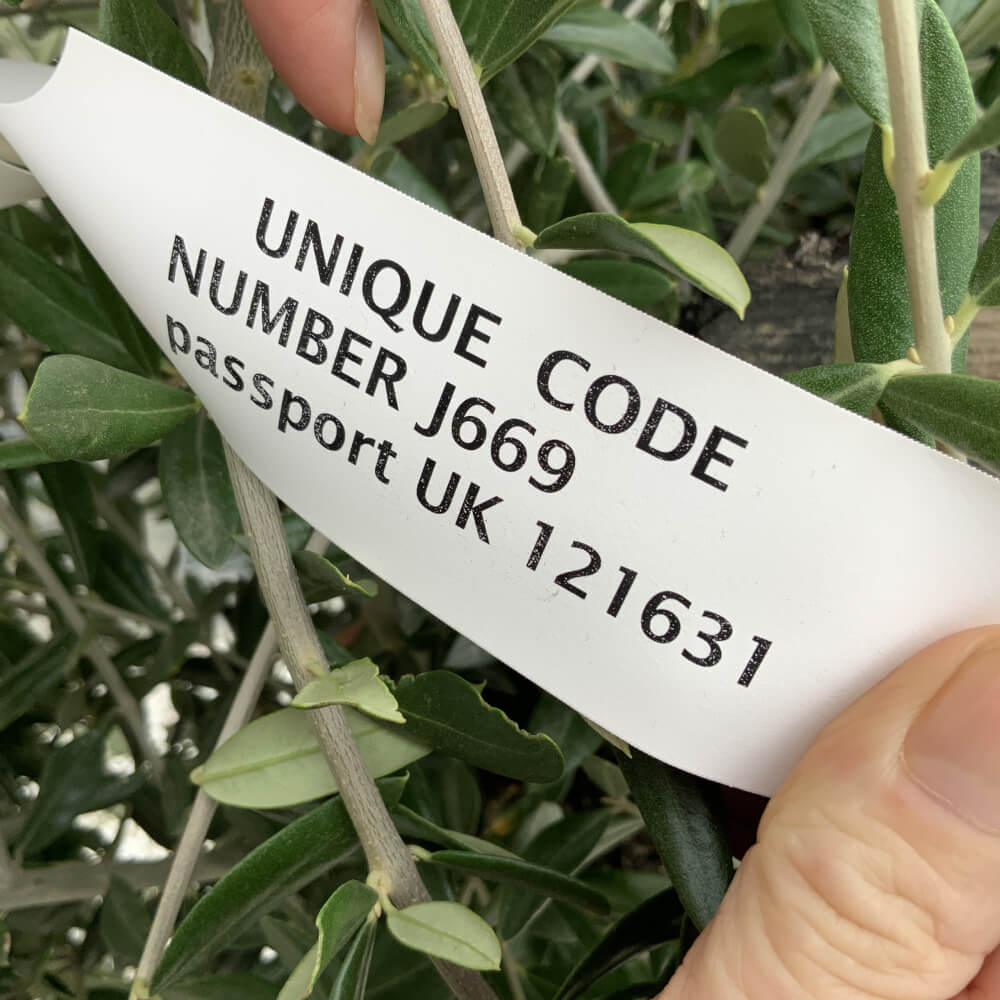 UNIQUE CODE
NUMBER J669
passport UK 121631